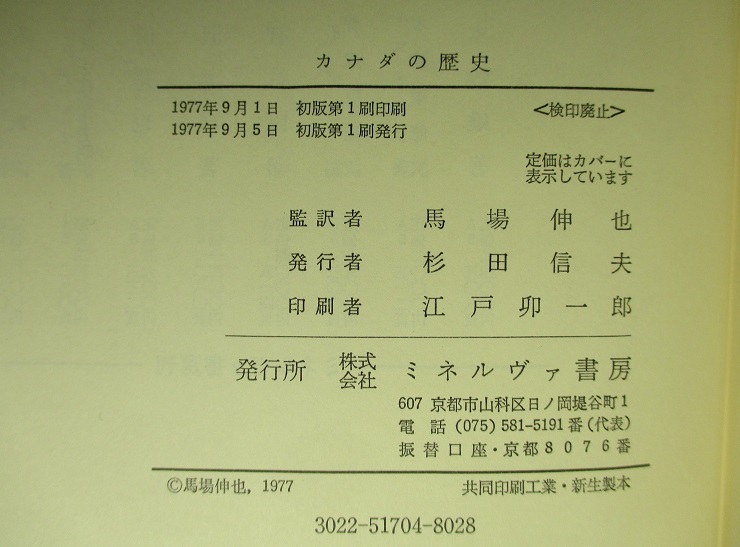 カナダの歴史
1977年9月1日　初版第1刷印刷　＜検印廃止＞
1977年9月5日　初版第1刷発行
定価はカバーに
表示しています
監訳者　馬場伸也
発行者　杉田信夫
印刷者　江戸卯一郎
発行所　株式会社　ミネルヴァ書房
607 京都市山科区日ノ岡堤谷町1
電話 (075) 581-5191番(代表)
振替口座・京都8076番
©馬場伸也, 1977　共同印刷工業・新生製本
3022-51704-8028